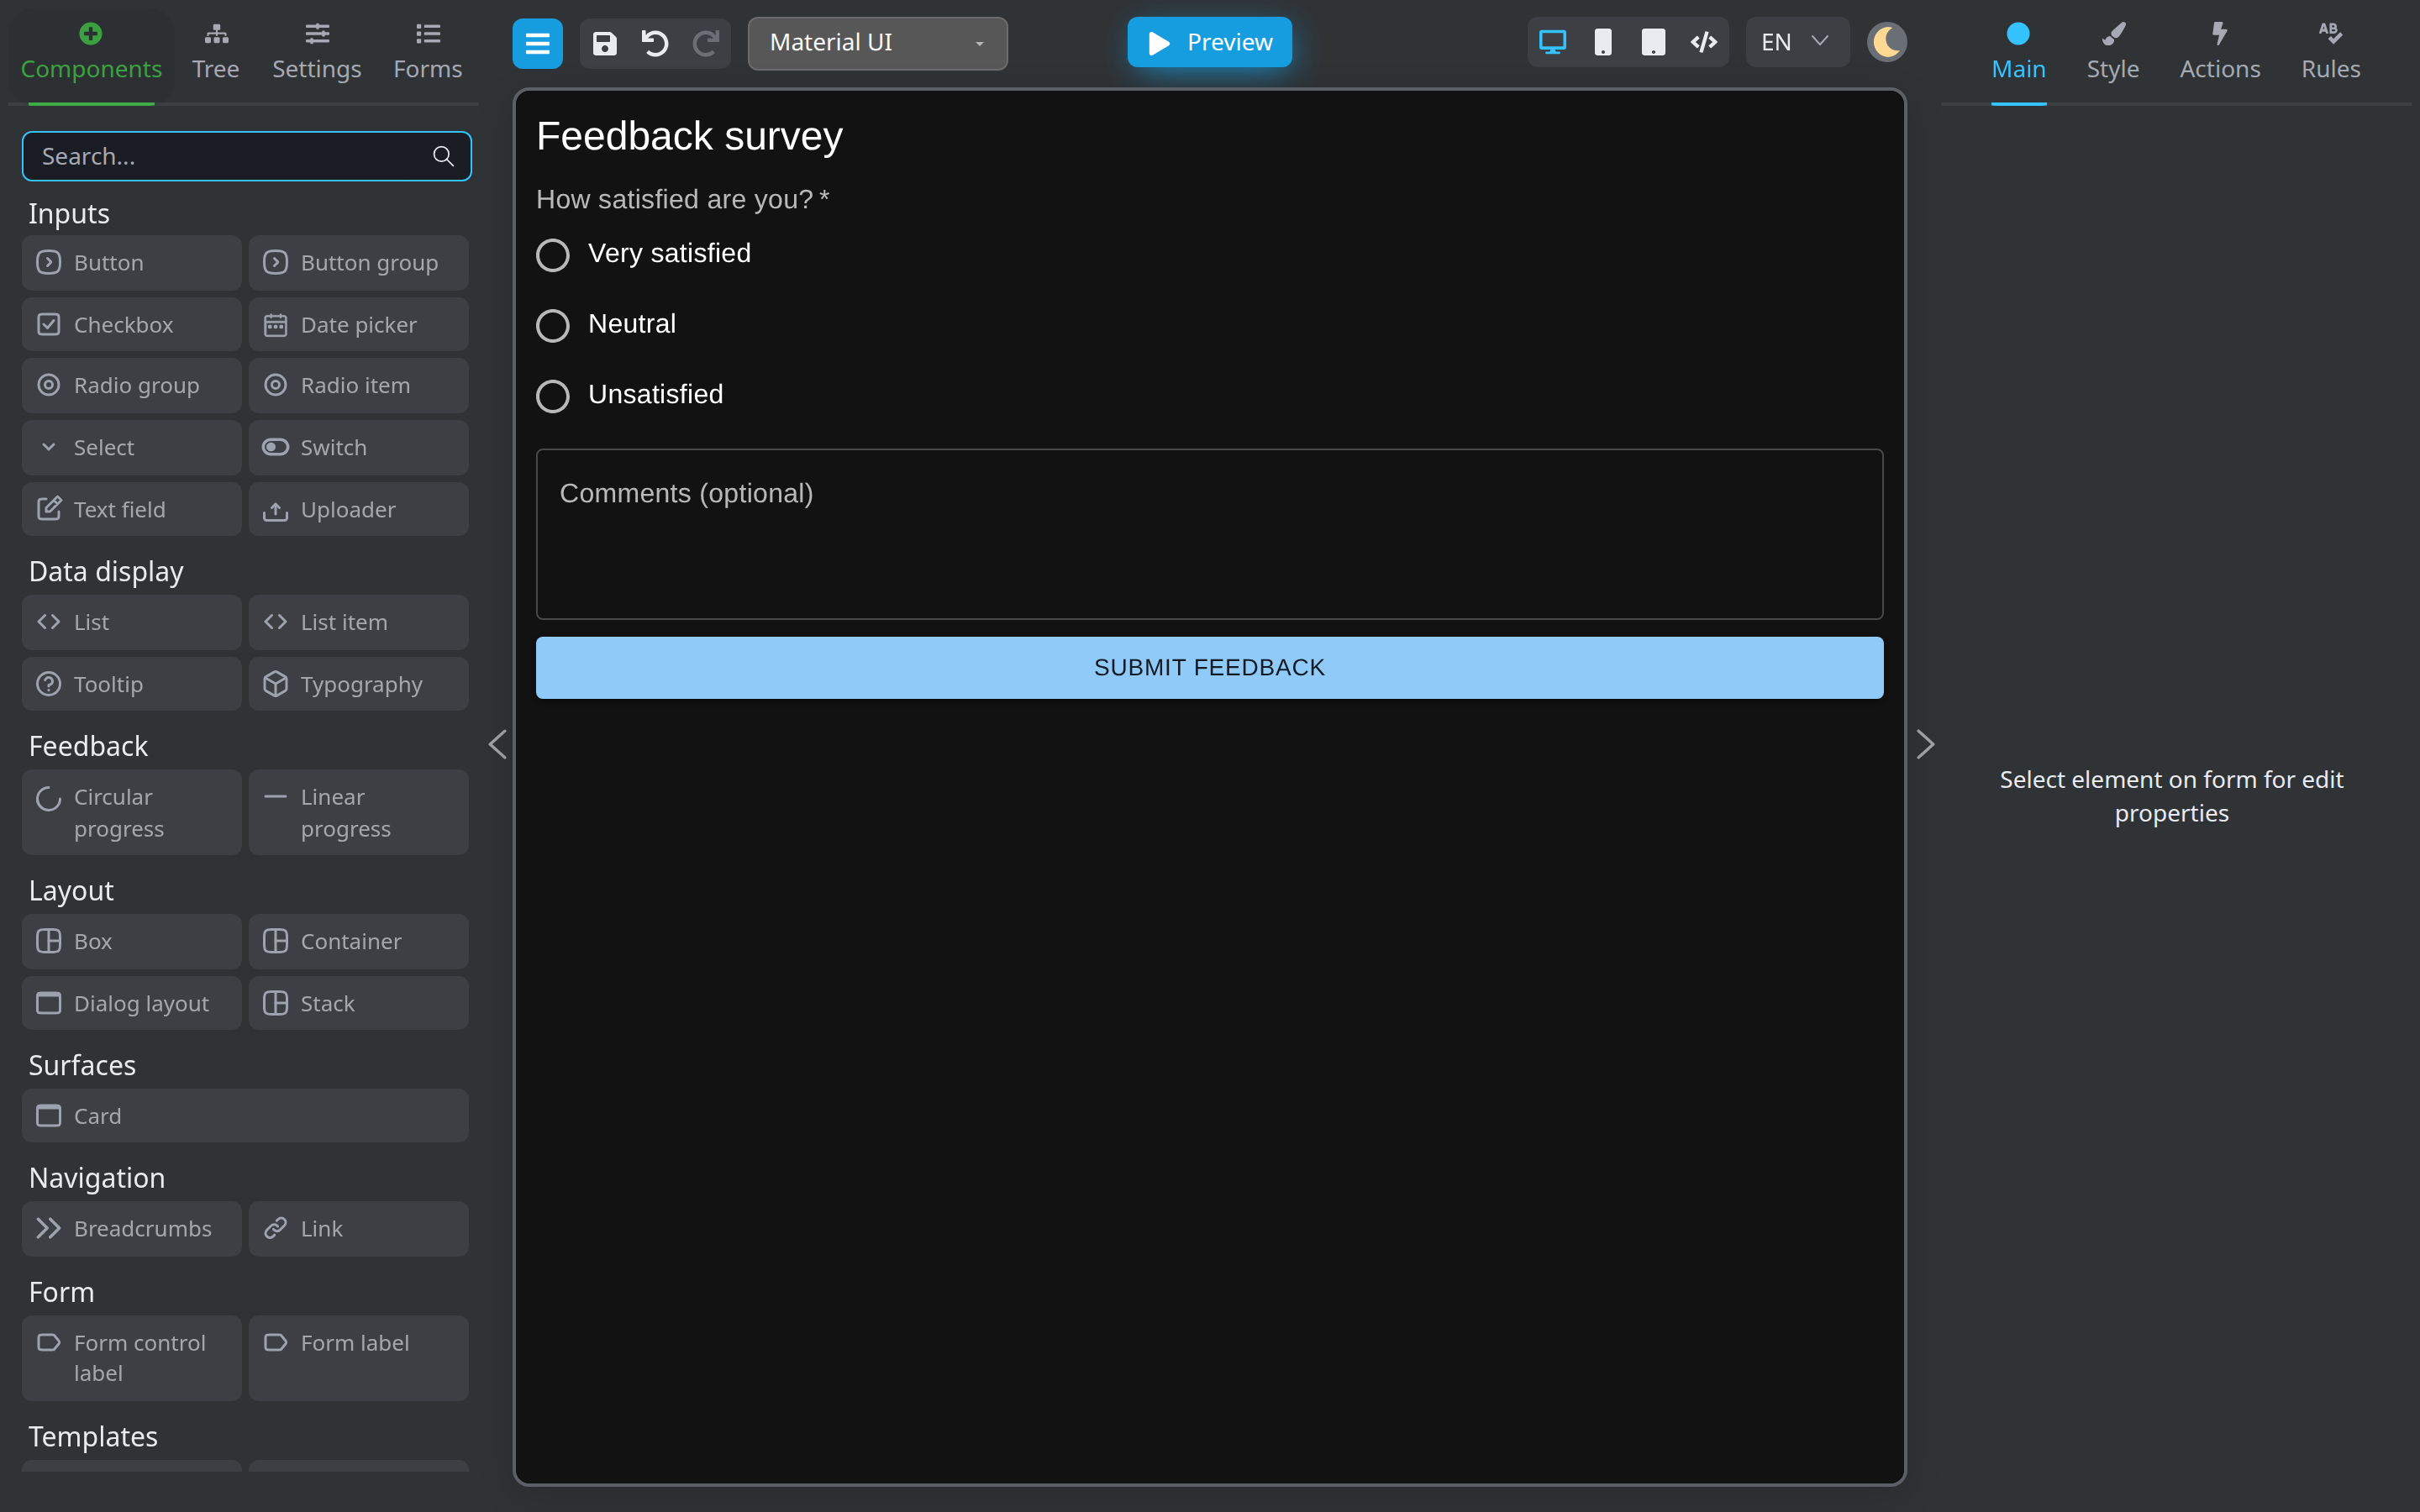 Components
Tree
Settings
Forms
Material UI
Preview
EN
Main
Style
AB
Actions
Rules
Search...
Inputs
Button
Button group
Checkbox
Date picker
Radio group
Radio item
Select
Switch
Text field
Uploader
Data display
List
List item
Tooltip
Typography
Feedback
Circular
progress
Linear
progress
Layout
Box
Container
Dialog layout
Stack
Surfaces
Card
Navigation
Breadcrumbs
Link
Form
Form control
label
Form label
Templates
Feedback survey
How satisfied are you? *
Very satisfied
Neutral
Unsatisfied
Comments (optional)
SUBMIT FEEDBACK
Select element on form for edit
properties